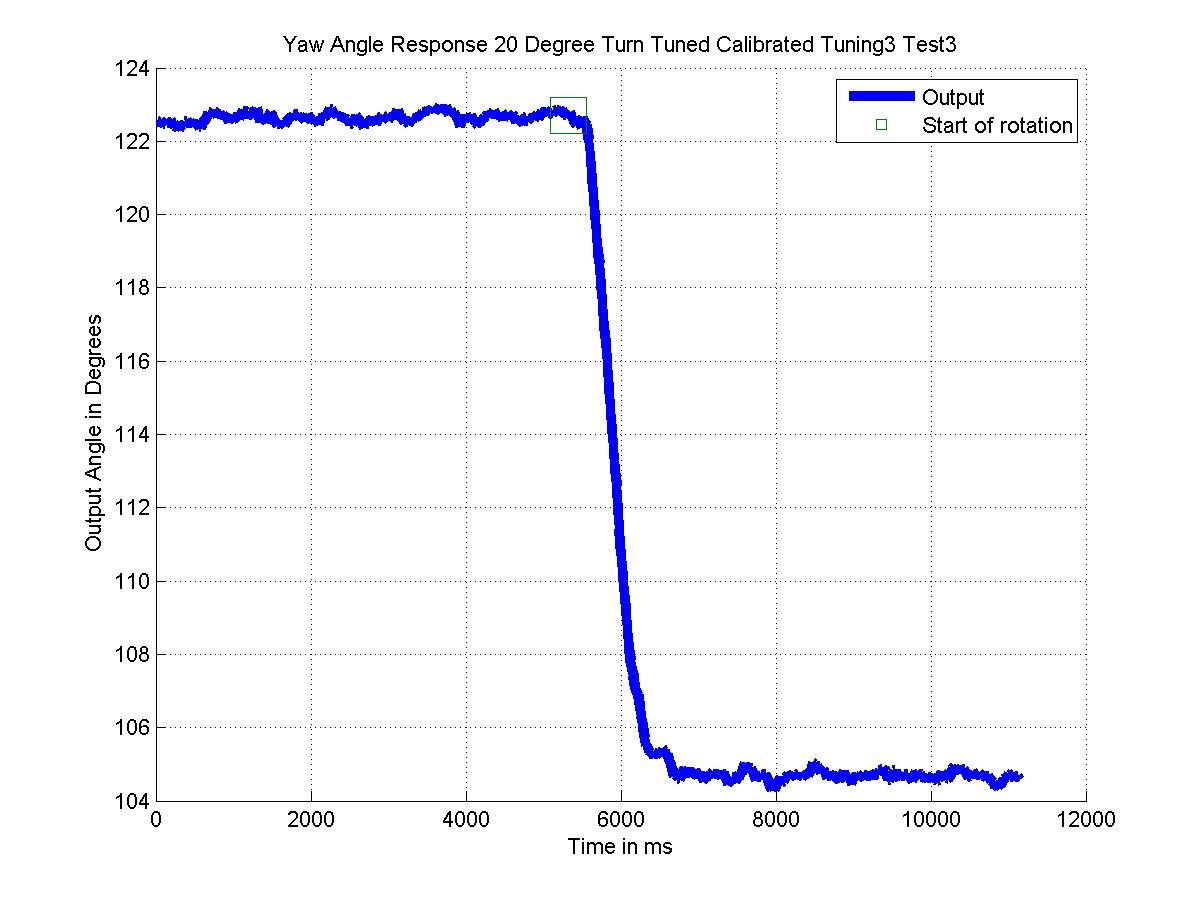 Yaw Angle Response 20 Degree Turn Tuned Calibrated Tuning3 Test3
Output
Start of rotation
Output Angle in Degrees
124
122
120
118
116
114
112
110
108
106
104
0 2000 4000 6000 8000 10000 12000
Time in ms